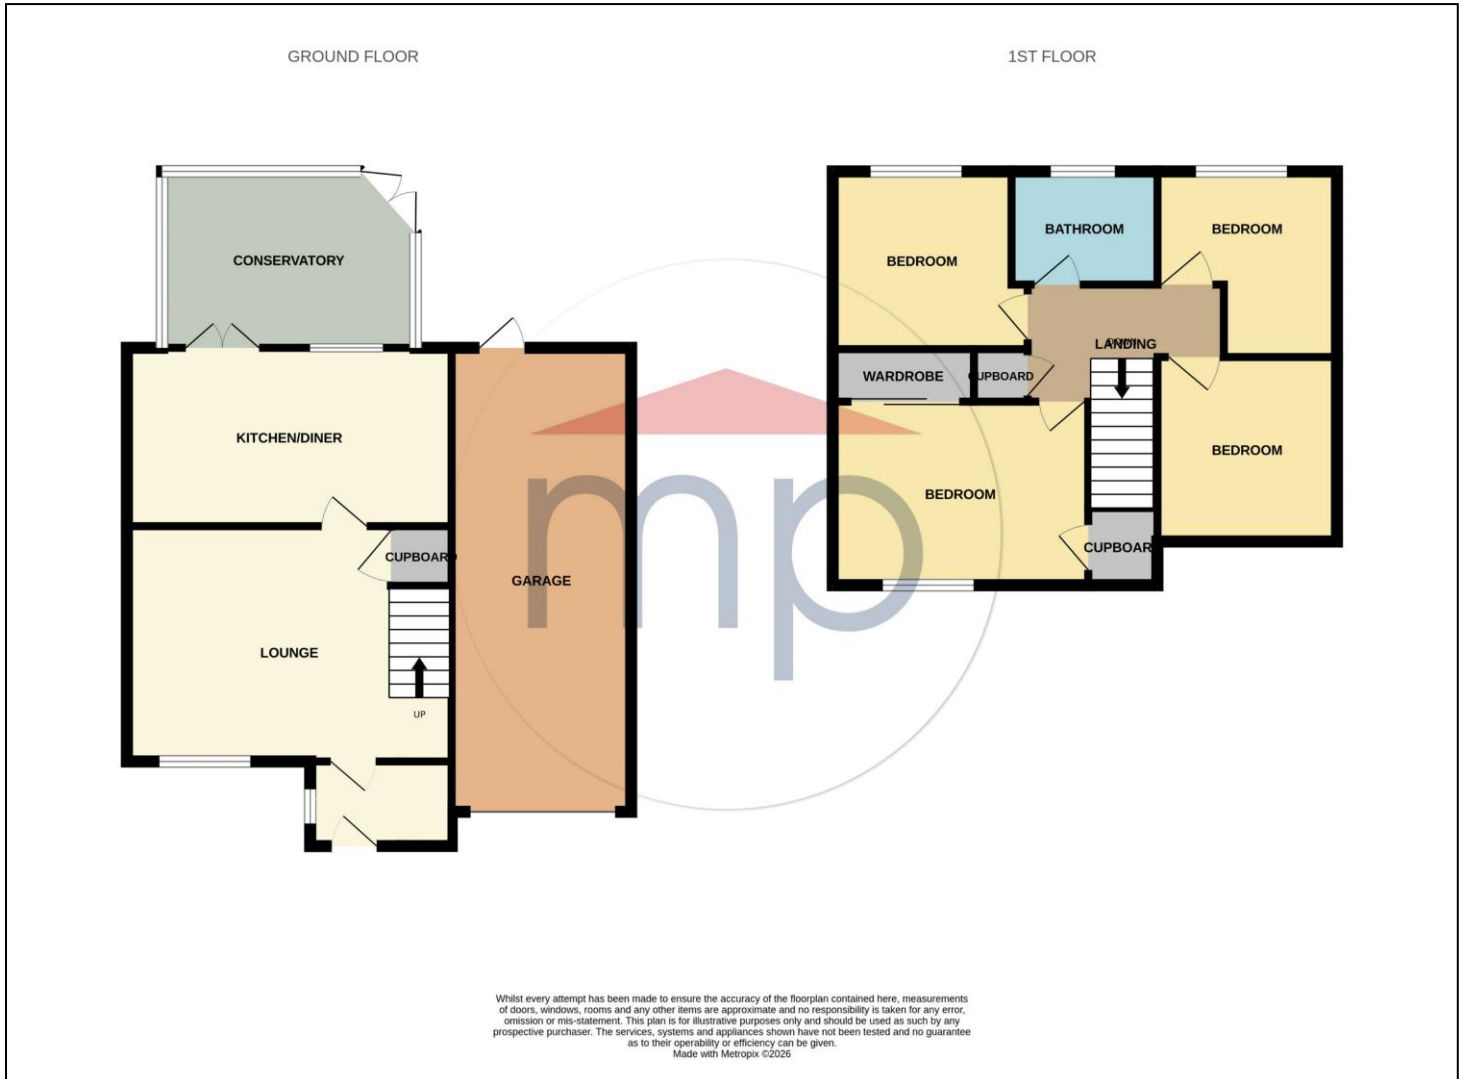 GROUND FLOOR
1ST FLOOR
CONSERVATORY
KITCHEN/DINER
CUPBOARD
LOUNGE
UP
GARAGE
BEDROOM
BATHROOM
BEDROOM
LANDING
DOWN
WARDROBE
CUPBOARD
BEDROOM
BEDROOM
CUPBOAR
mp
Whilst every attempt has been made to ensure the accuracy of the floorplan contained here, measurements
of doors, windows, rooms and any other items are approximate and no responsibility is taken for any error,
omission or mis-statement. This plan is for illustrative purposes only and should be used as such by any
prospective purchaser. The services, systems and appliances shown have not been tested and no guarantee
as to their operability or efficiency can be given.
Made with Metropix ©2026